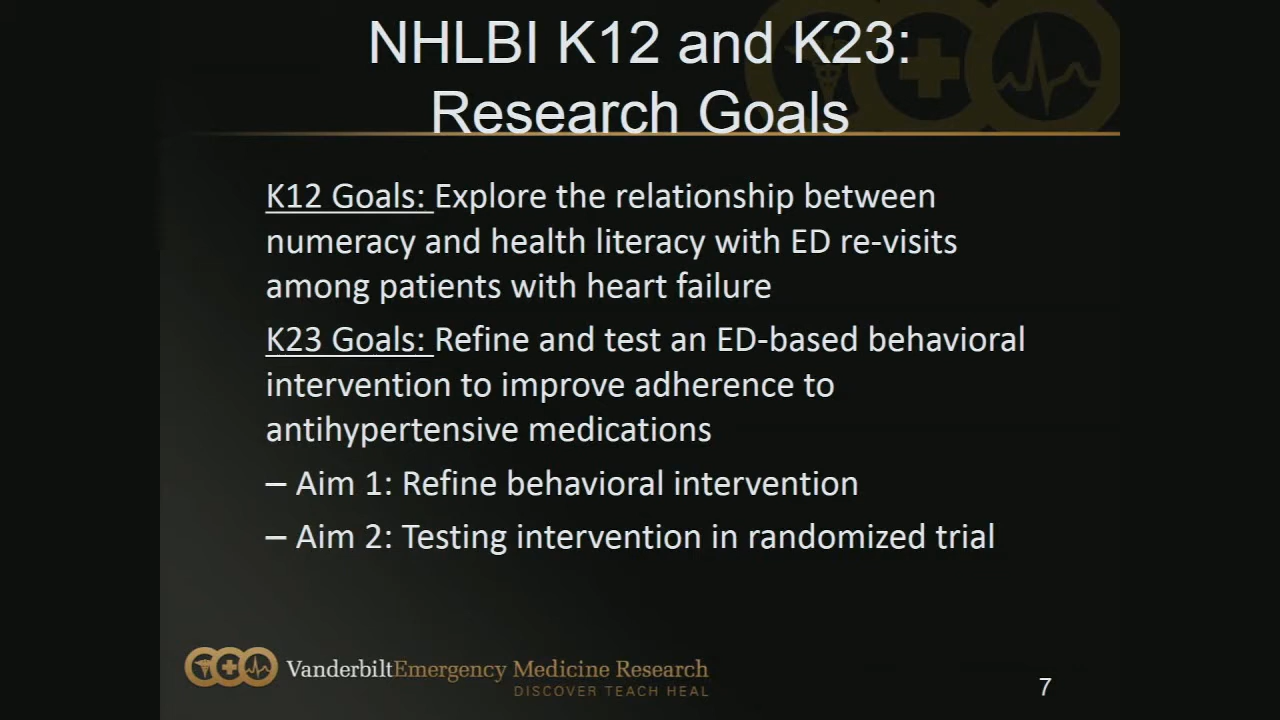 NHLBI K12 and K23:
Research Goals
K12 Goals: Explore the relationship between
numeracy and health literacy with ED re-visits
among patients with heart failure
K23 Goals: Refine and test an ED-based behavioral
intervention to improve adherence to
antihypertensive medications
– Aim 1: Refine behavioral intervention
– Aim 2: Testing intervention in randomized trial
VanderbiltEmergency Medicine Research
DISCOVER TEACH HEAL
7